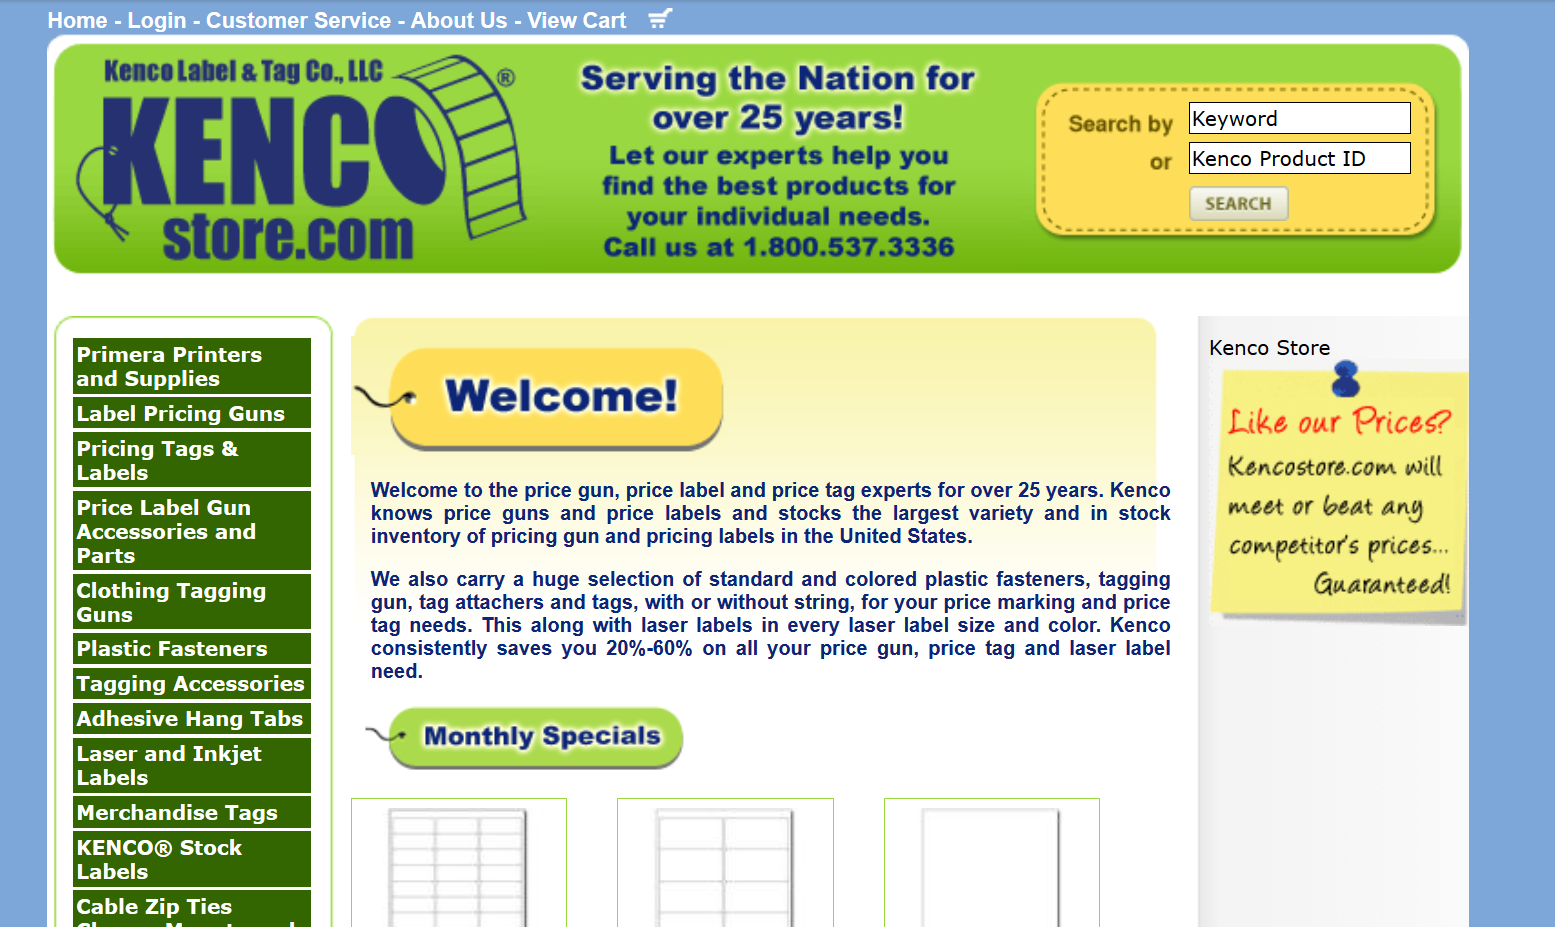 Home - Login - Customer Service - About Us - View Cart
Kenco Label & Tag Co., LLC
KENCO®
store.com
Serving the Nation for
over 25 years!
Let our experts help you
find the best products for
your individual needs.
Call us at 1.800.537.3336
Search by Keyword
or Kenco Product ID
SEARCH
Primera Printers
and Supplies
Label Pricing Guns
Pricing Tags &
Labels
Price Label Gun
Accessories and
Parts
Clothing Tagging
Guns
Plastic Fasteners
Tagging Accessories
Adhesive Hang Tabs
Laser and Inkjet
Labels
Merchandise Tags
KENCO® Stock
Labels
Cable Zip Ties
Welcome!
Welcome to the price gun, price label and price tag experts for over 25 years. Kenco
knows price guns and price labels and stocks the largest variety and in stock
inventory of pricing gun and pricing labels in the United States.
We also carry a huge selection of standard and colored plastic fasteners, tagging
gun, tag attachers and tags, with or without string, for your price marking and price
tag needs. This along with laser labels in every laser label size and color. Kenco
consistently saves you 20%-60% on all your price gun, price tag and laser label
need.
Monthly Specials
Kenco Store
Like our Prices?
Kencostore.com will
meet or beat any
competitor's prices...
Guaranteed!